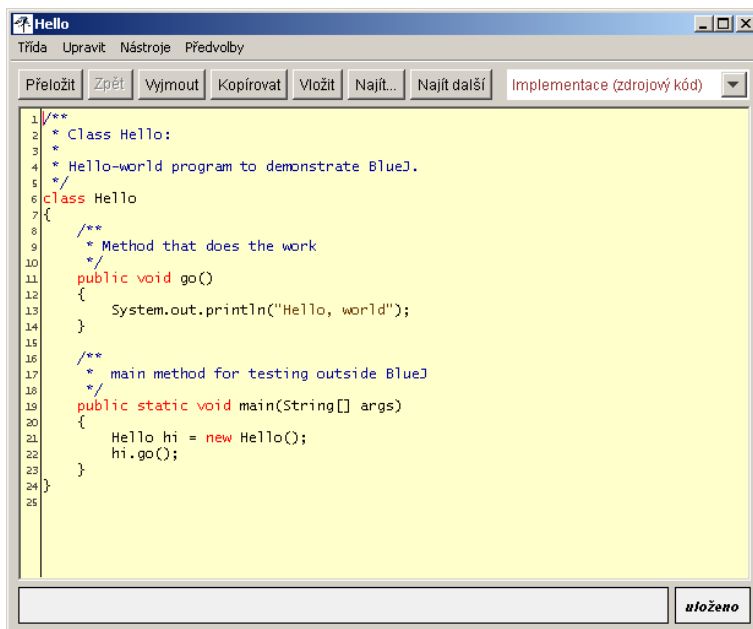 Hello
Třída Upravit Nástroje Předvolby
Přeložit Zpět Vyjmout Kopírovat Vložit Najít... Najít další Implementace (zdrojový kód)
1 /**
2  * Class Hello:
3  *
4  * Hello-world program to demonstrate BlueJ.
5  */
6 class Hello
7 {
8     /**
9      * Method that does the work
10      */
11     public void go()
12     {
13         System.out.println("Hello, world");
14     }
15
16     /**
17      *  main method for testing outside BlueJ
18      */
19     public static void main(String[] args)
20     {
21         Hello hi = new Hello();
22         hi.go();
23     }
24 }
25
uloženo